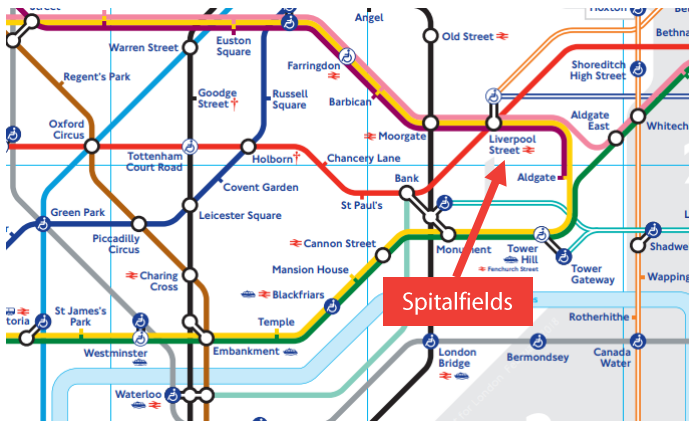 Street
Angel
Hoxton
Warren Street
Euston
Square
Old Street
Bethna
Farringdon
Shoreditch
High Street
Regent's Park
Goodge
Street
Russell
Square
Barbican
Oxford
Circus
Moorgate
Liverpool
Street
Aldgate
East
Whitech
Tottenham
Court Road
Holborn
Chancery Lane
Bank
Aldgate
Covent Garden
St Paul's
Green Park
Leicester Square
Piccadilly
Circus
Cannon Street
Monument
Tower
Hill
Fenchurch Street
Shadwe
Mansion House
Tower
Gateway
Charing
Cross
Wapping
Blackfriars
Spitalfields
St James's
Park
Temple
Rotherhithe
toria
Westminster
Embankment
London
Bridge
Bermondsey
Canada
Water
Waterloo